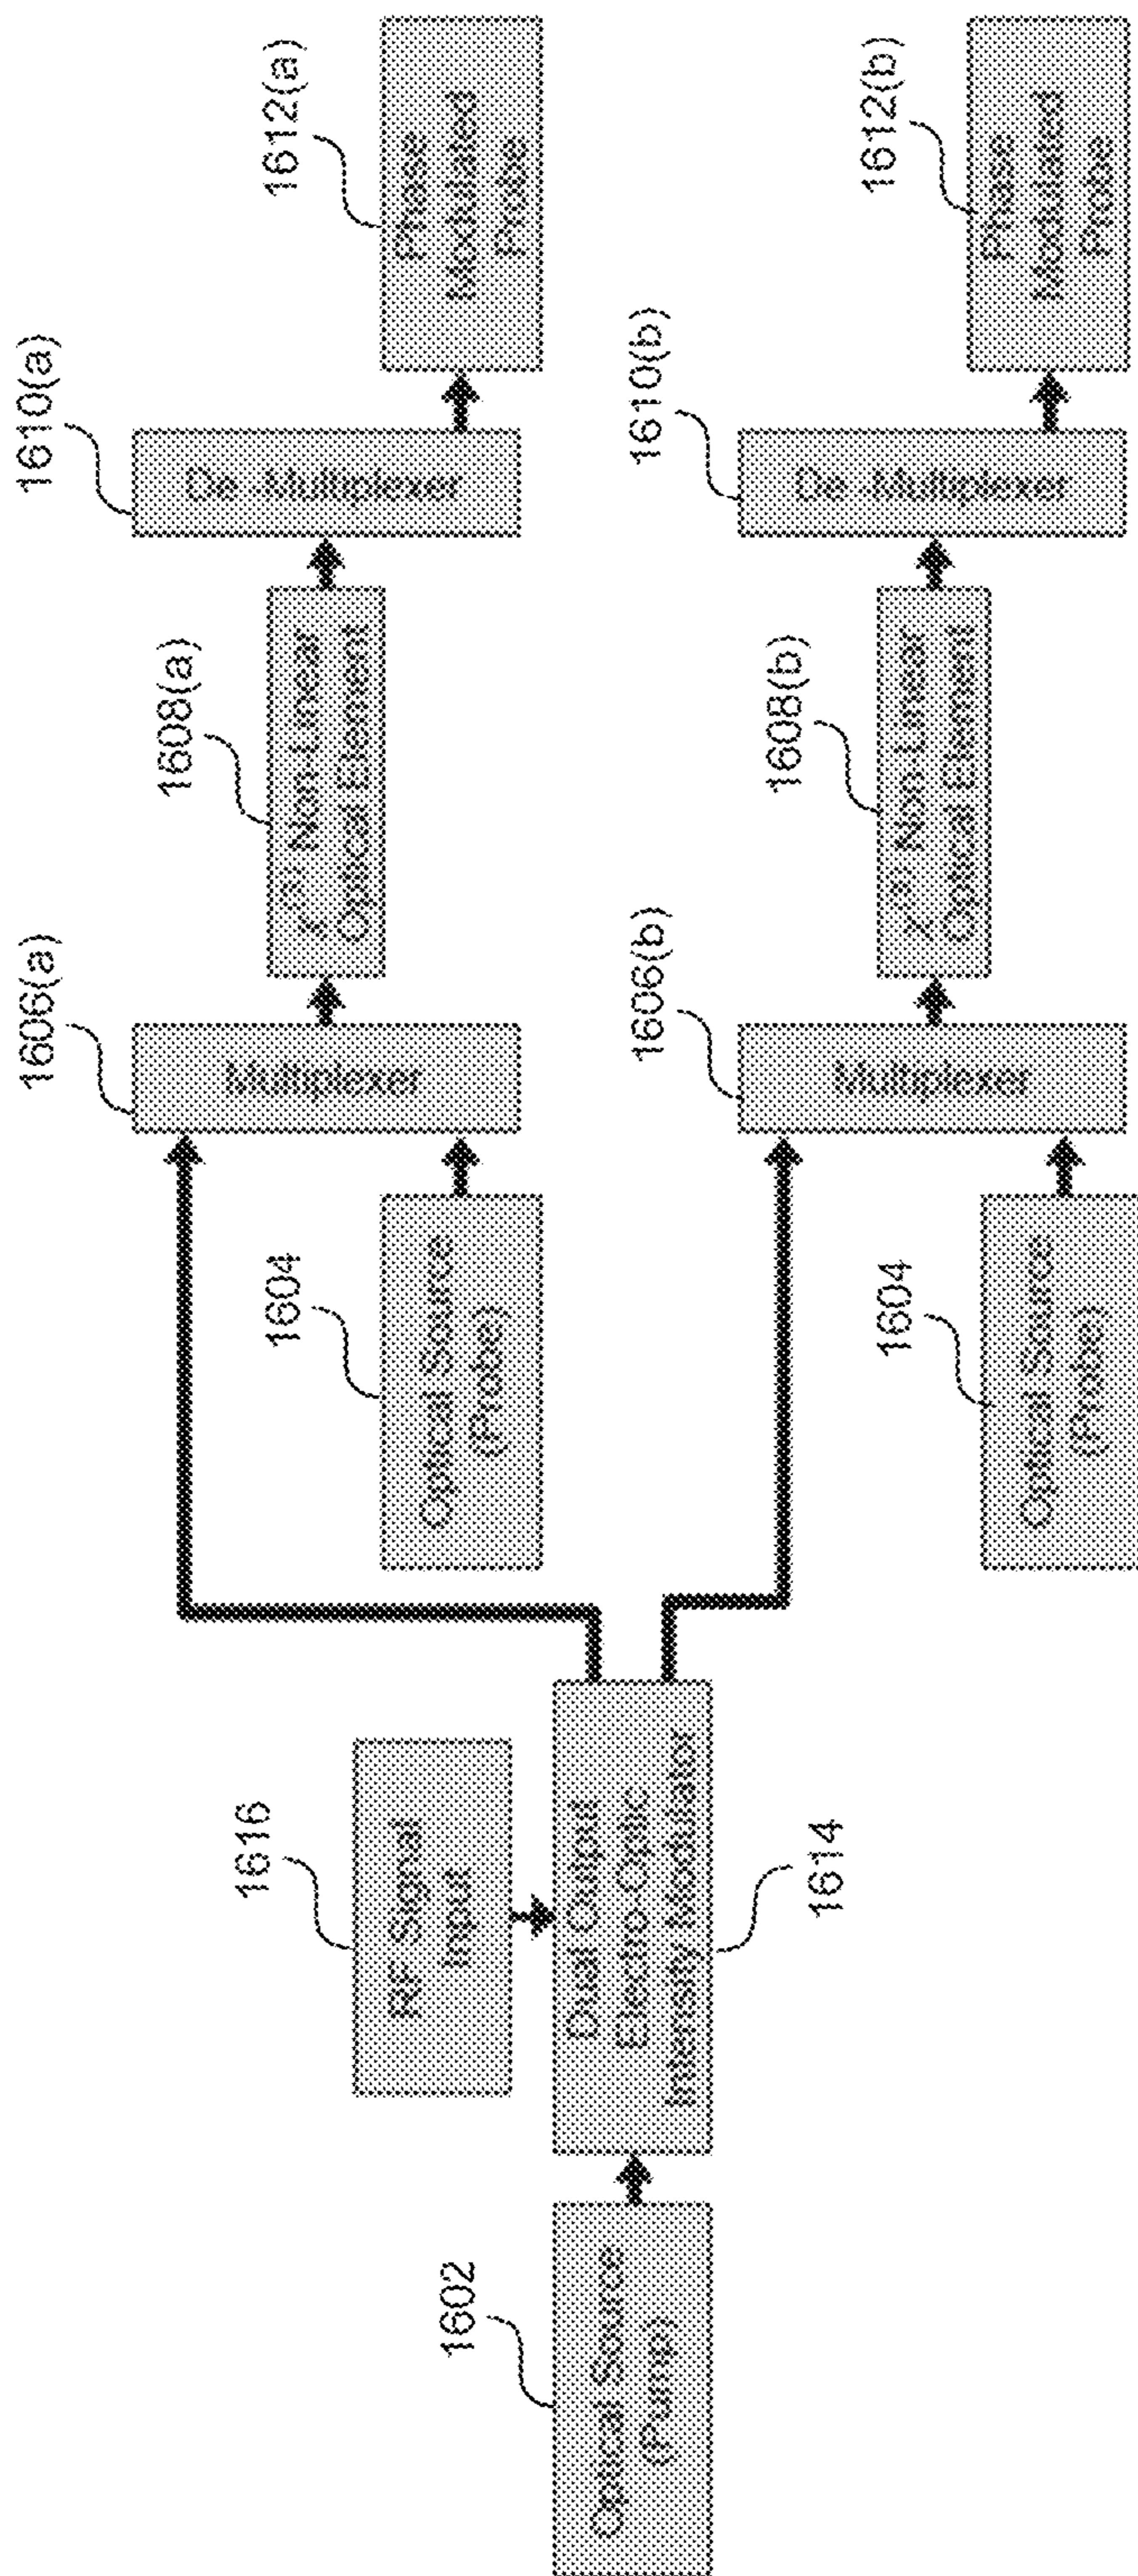 1602
Optical Source
(Pump)
1616
RF Signal
Input
Dual Output
Electro-Optic
Intensity Modulator
1614
1604
Optical Source
(Probe)
1606(a)
Multiplexer
1608(a)
Non-Linear
Optical Element
1610(a)
De-Multiplexer
1612(a)
Phase
Modulated
Probe
1604
Optical Source
(Probe)
1606(b)
Multiplexer
1608(b)
Non-Linear
Optical Element
1610(b)
De-Multiplexer
1612(b)
Phase
Modulated
Probe